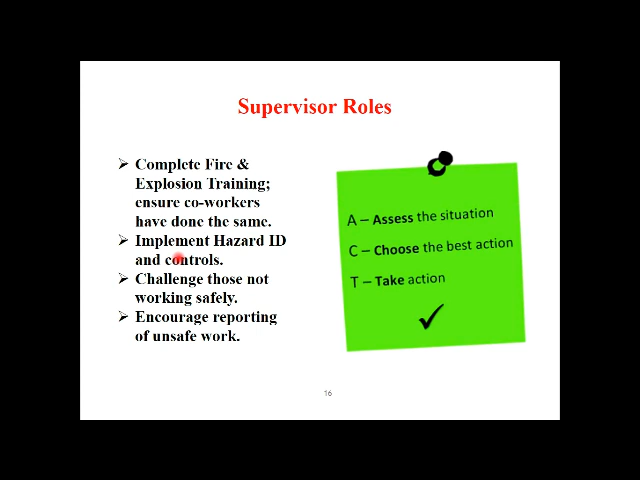 Supervisor Roles
➢ Complete Fire &
Explosion Training;
ensure co-workers
have done the same.
➢ Implement Hazard ID
and controls.
➢ Challenge those not
working safely.
➢ Encourage reporting
of unsafe work.
A – Assess the situation
C – Choose the best action
T – Take action
16